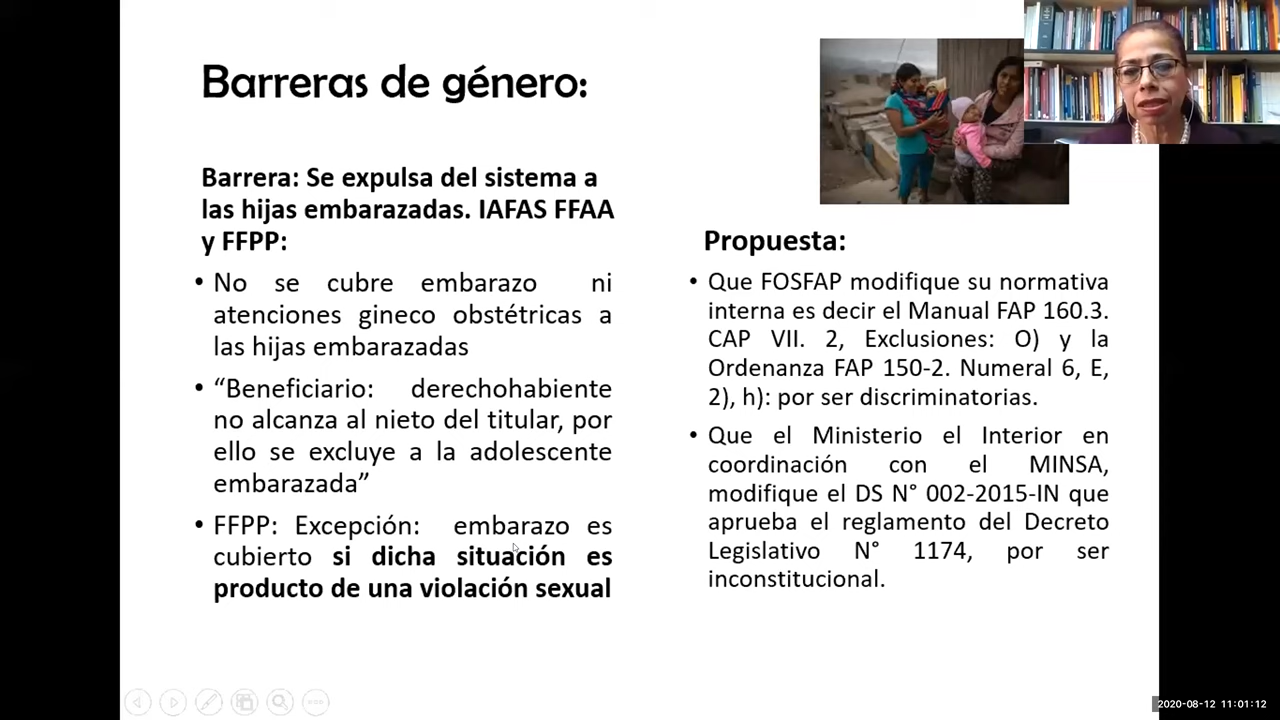 Barreras de género:
Barrera: Se expulsa del sistema a
las hijas embarazadas. IAFAS FFAA
y FFPP:
• No se cubre embarazo ni
atenciones gineco obstétricas a
las hijas embarazadas
• “Beneficiario: derechohabiente
no alcanza al nieto del titular, por
ello se excluye a la adolescente
embarazada”
• FFPP: Excepción: embarazo es
cubierto si dicha situación es
producto de una violación sexual
Propuesta:
• Que FOSFAP modifique su normativa
interna es decir el Manual FAP 160.3.
CAP VII. 2, Exclusiones: O) y la
Ordenanza FAP 150-2. Numeral 6, E,
2), h): por ser discriminatorias.
• Que el Ministerio el Interior en
coordinación con el MINSA,
modifique el DS N° 002-2015-IN que
aprueba el reglamento del Decreto
Legislativo N° 1174, por ser
inconstitucional.
2020-08-12 11:01:12